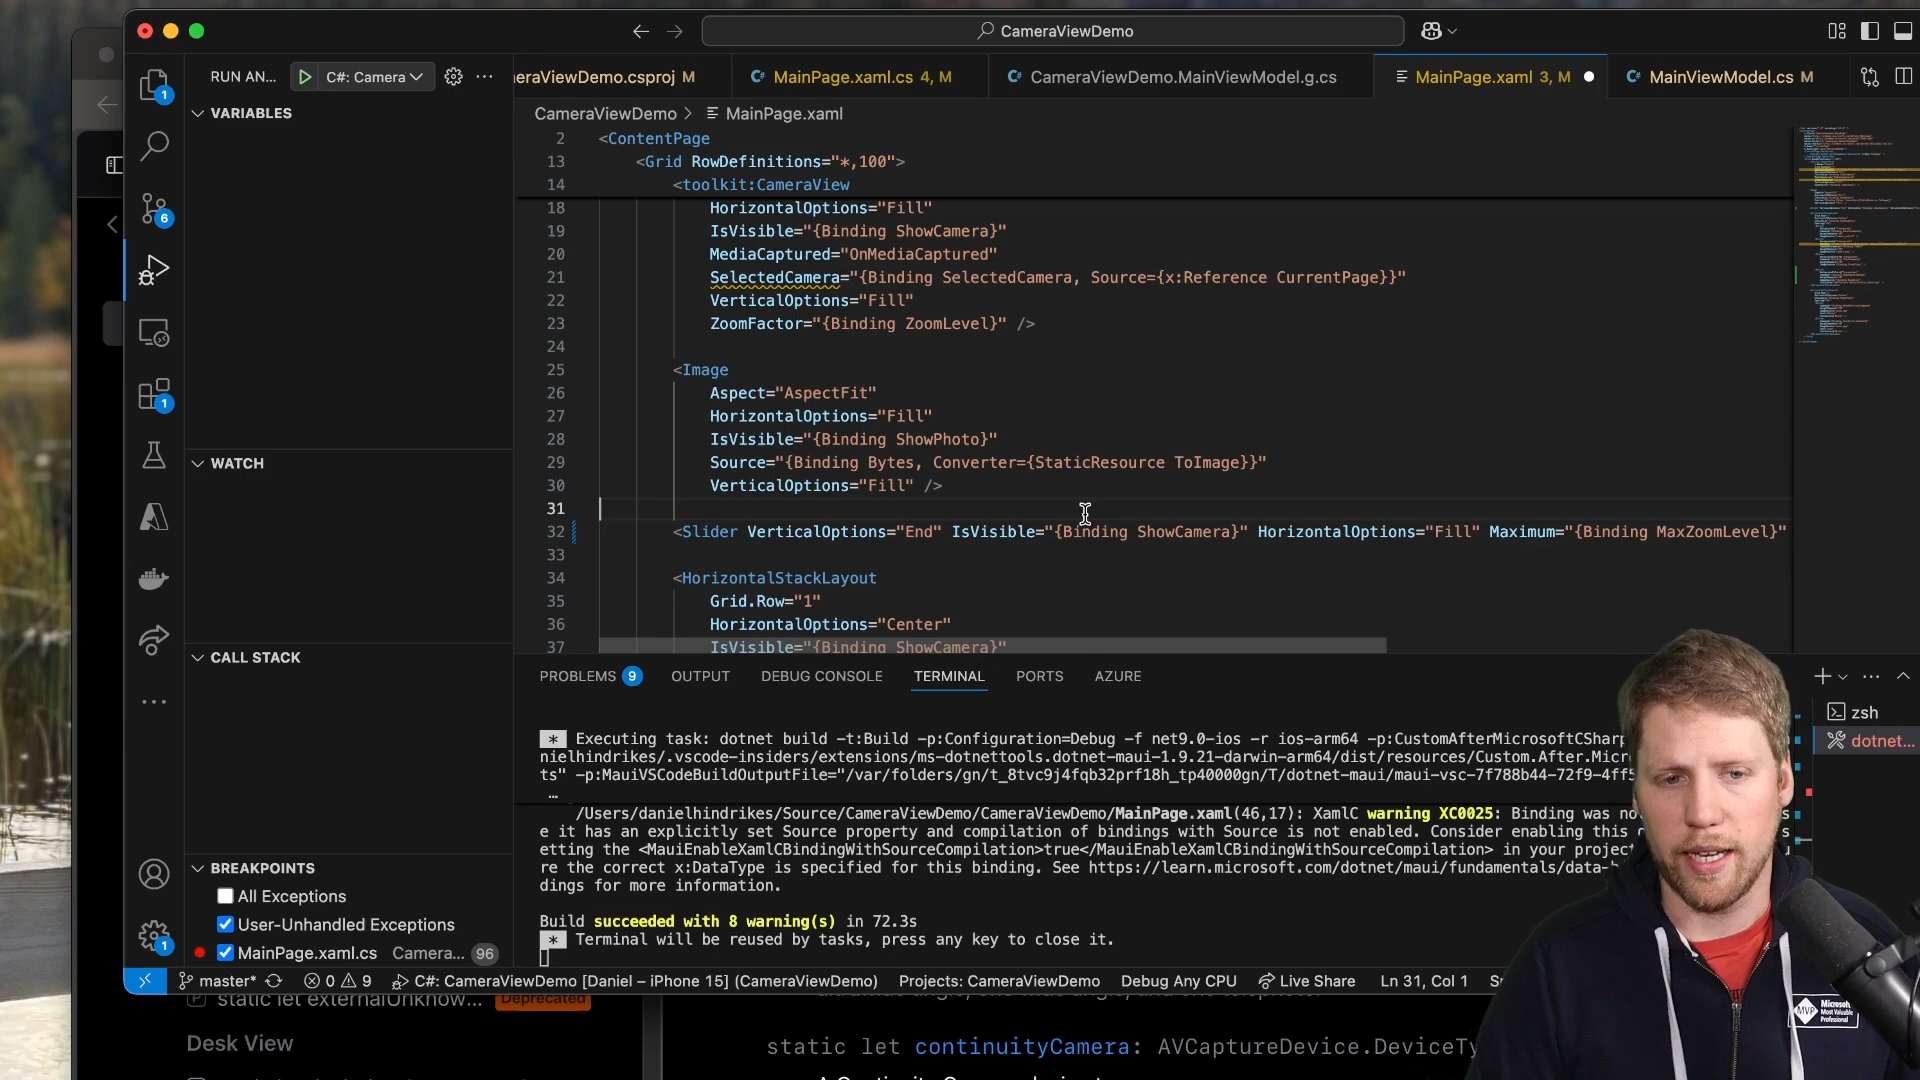 CameraViewDemo
RUN AN...
C#: Camera
eraViewDemo.csproj M
MainPage.xaml.cs 4, M
CameraViewDemo.MainViewModel.g.cs
MainPage.xaml 3, M
MainViewModel.cs M
VARIABLES
CameraViewDemo > MainPage.xaml
2 <ContentPage
13 <Grid RowDefinitions="*,100">
14 <toolkit:CameraView
18 HorizontalOptions="Fill"
19 IsVisible="{Binding ShowCamera}"
20 MediaCaptured="OnMediaCaptured"
21 SelectedCamera="{Binding SelectedCamera, Source={x:Reference CurrentPage}}"
22 VerticalOptions="Fill"
23 ZoomFactor="{Binding ZoomLevel}" />
24
25 <Image
26 Aspect="AspectFit"
27 HorizontalOptions="Fill"
28 IsVisible="{Binding ShowPhoto}"
29 Source="{Binding Bytes, Converter={StaticResource ToImage}}"
30 VerticalOptions="Fill" />
31
32 <Slider VerticalOptions="End" IsVisible="{Binding ShowCamera}" HorizontalOptions="Fill" Maximum="{Binding MaxZoomLevel}"
33
34 <HorizontalStackLayout
35 Grid.Row="1"
36 HorizontalOptions="Center"
37 IsVisible="{Binding ShowCamera}"
WATCH
CALL STACK
BREAKPOINTS
All Exceptions
User-Unhandled Exceptions
MainPage.xaml.cs Camera... 96
PROBLEMS 9 OUTPUT DEBUG CONSOLE TERMINAL PORTS AZURE
zsh
dotnet...
* Executing task: dotnet build -t:Build -p:Configuration=Debug -f net9.0-ios -r ios-arm64 -p:CustomAfterMicrosoftCSharp
nielhindrikes/.vscode-insiders/extensions/ms-dotnettools.dotnet-maui-1.9.21-darwin-arm64/dist/resources/Custom.After.Micr
ts" -p:MauiVSCodeBuildOutputFile="/var/folders/gn/t_8tvc9j4fqb32prf18h_tp40000gn/T/dotnet-maui/maui-vsc-7f788b44-72f9-4ff5
…
/Users/danielhindrikes/Source/CameraViewDemo/CameraViewDemo/MainPage.xaml(46,17): XamlC warning XC0025: Binding was no
e it has an explicitly set Source property and compilation of bindings with Source is not enabled. Consider enabling this
etting the <MauiEnableXamlCBindingWithSourceCompilation>true</MauiEnableXamlCBindingWithSourceCompilation> in your project
re the correct x:DataType is specified for this binding. See https://learn.microsoft.com/dotnet/maui/fundamentals/data-
dings for more information.
Build succeeded with 8 warning(s) in 72.3s
* Terminal will be reused by tasks, press any key to close it.
master* 0 9 C#: CameraViewDemo [Daniel – iPhone 15] (CameraViewDemo) Projects: CameraViewDemo Debug Any CPU Live Share Ln 31, Col 1
static let externalUnknow... Deprecated
Desk View
static let continuityCamera: AVCaptureDevice.DeviceTy
MVP
Microsoft
Most Valuable
Professional
1
6
1
1